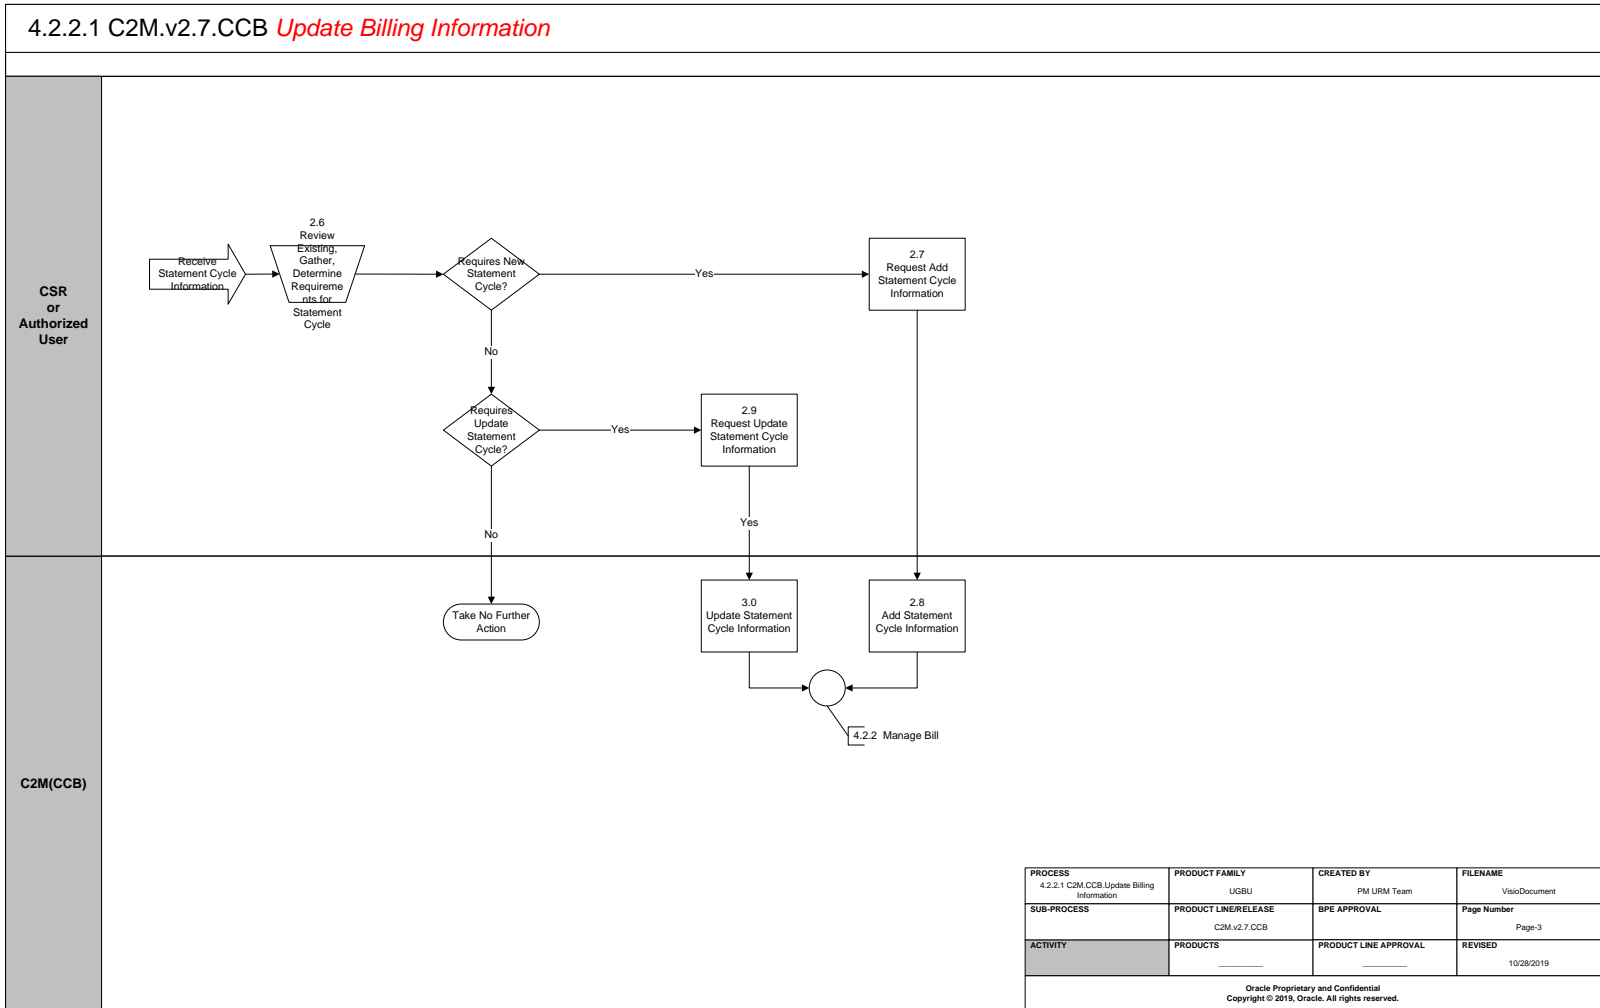 4.2.2.1 C2M.v2.7.CCB Update Billing Information
CSR
or
Authorized
User
Receive
Statement Cycle
Information
2.6
Review
Existing,
Gather,
Determine
Requireme
nts for
Statement
Cycle
Requires New
Statement
Cycle?
Yes
2.7
Request Add
Statement Cycle
Information
No
Requires
Update
Statement
Cycle?
Yes
2.9
Request Update
Statement Cycle
Information
No
Yes
C2M(CCB)
Take No Further
Action
3.0
Update Statement
Cycle Information
2.8
Add Statement
Cycle Information
4.2.2 Manage Bill
PROCESS
4.2.2.1 C2M.CCB.Update Billing
Information
PRODUCT FAMILY
UGBU
CREATED BY
PM URM Team
FILENAME
VisioDocument
SUB-PROCESS
PRODUCT LINE/RELEASE
C2M.v2.7.CCB
BPE APPROVAL
Page Number
Page-3
ACTIVITY
PRODUCTS
PRODUCT LINE APPROVAL
REVISED
10/28/2019
Oracle Proprietary and Confidential
Copyright © 2019, Oracle. All rights reserved.